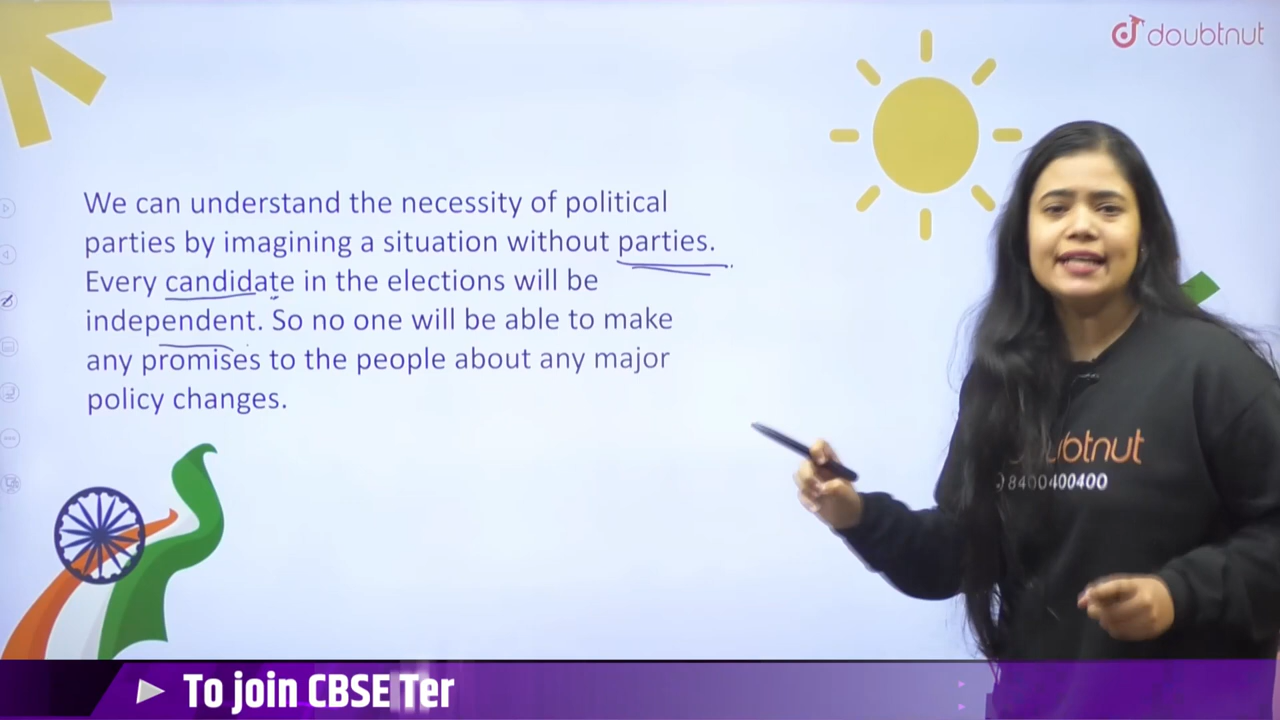 doubtnut
We can understand the necessity of political
parties by imagining a situation without parties.
Every candidate in the elections will be
independent. So no one will be able to make
any promises to the people about any major
policy changes.
ubtnut
8400400400
To join CBSE Ter